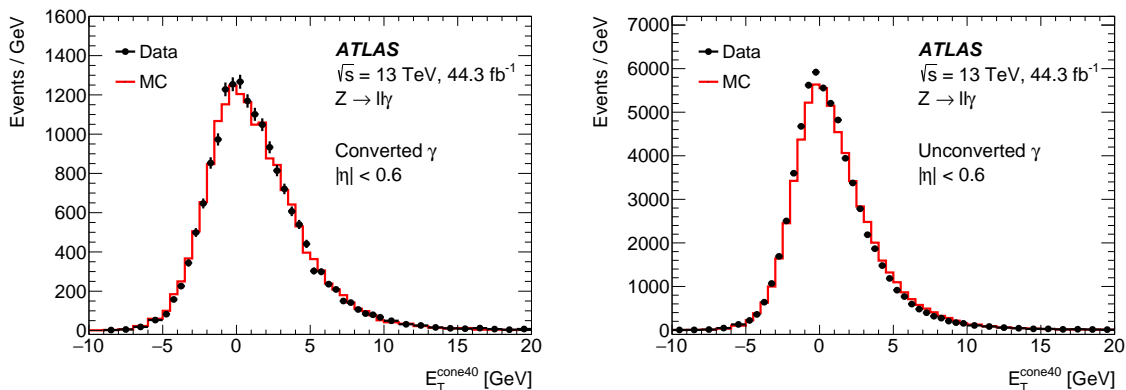 Events / GeV
1600
1400
1200
1000
800
600
400
200
0
Data
MC
ATLAS
√s = 13 TeV, 44.3 fb⁻¹
Z → llγ
Converted γ
|η| < 0.6
−10 −5 0 5 10 15 20
E_T^cone40 [GeV]
Events / GeV
7000
6000
5000
4000
3000
2000
1000
0
Data
MC
ATLAS
√s = 13 TeV, 44.3 fb⁻¹
Z → llγ
Unconverted γ
|η| < 0.6
−10 −5 0 5 10 15 20
E_T^cone40 [GeV]